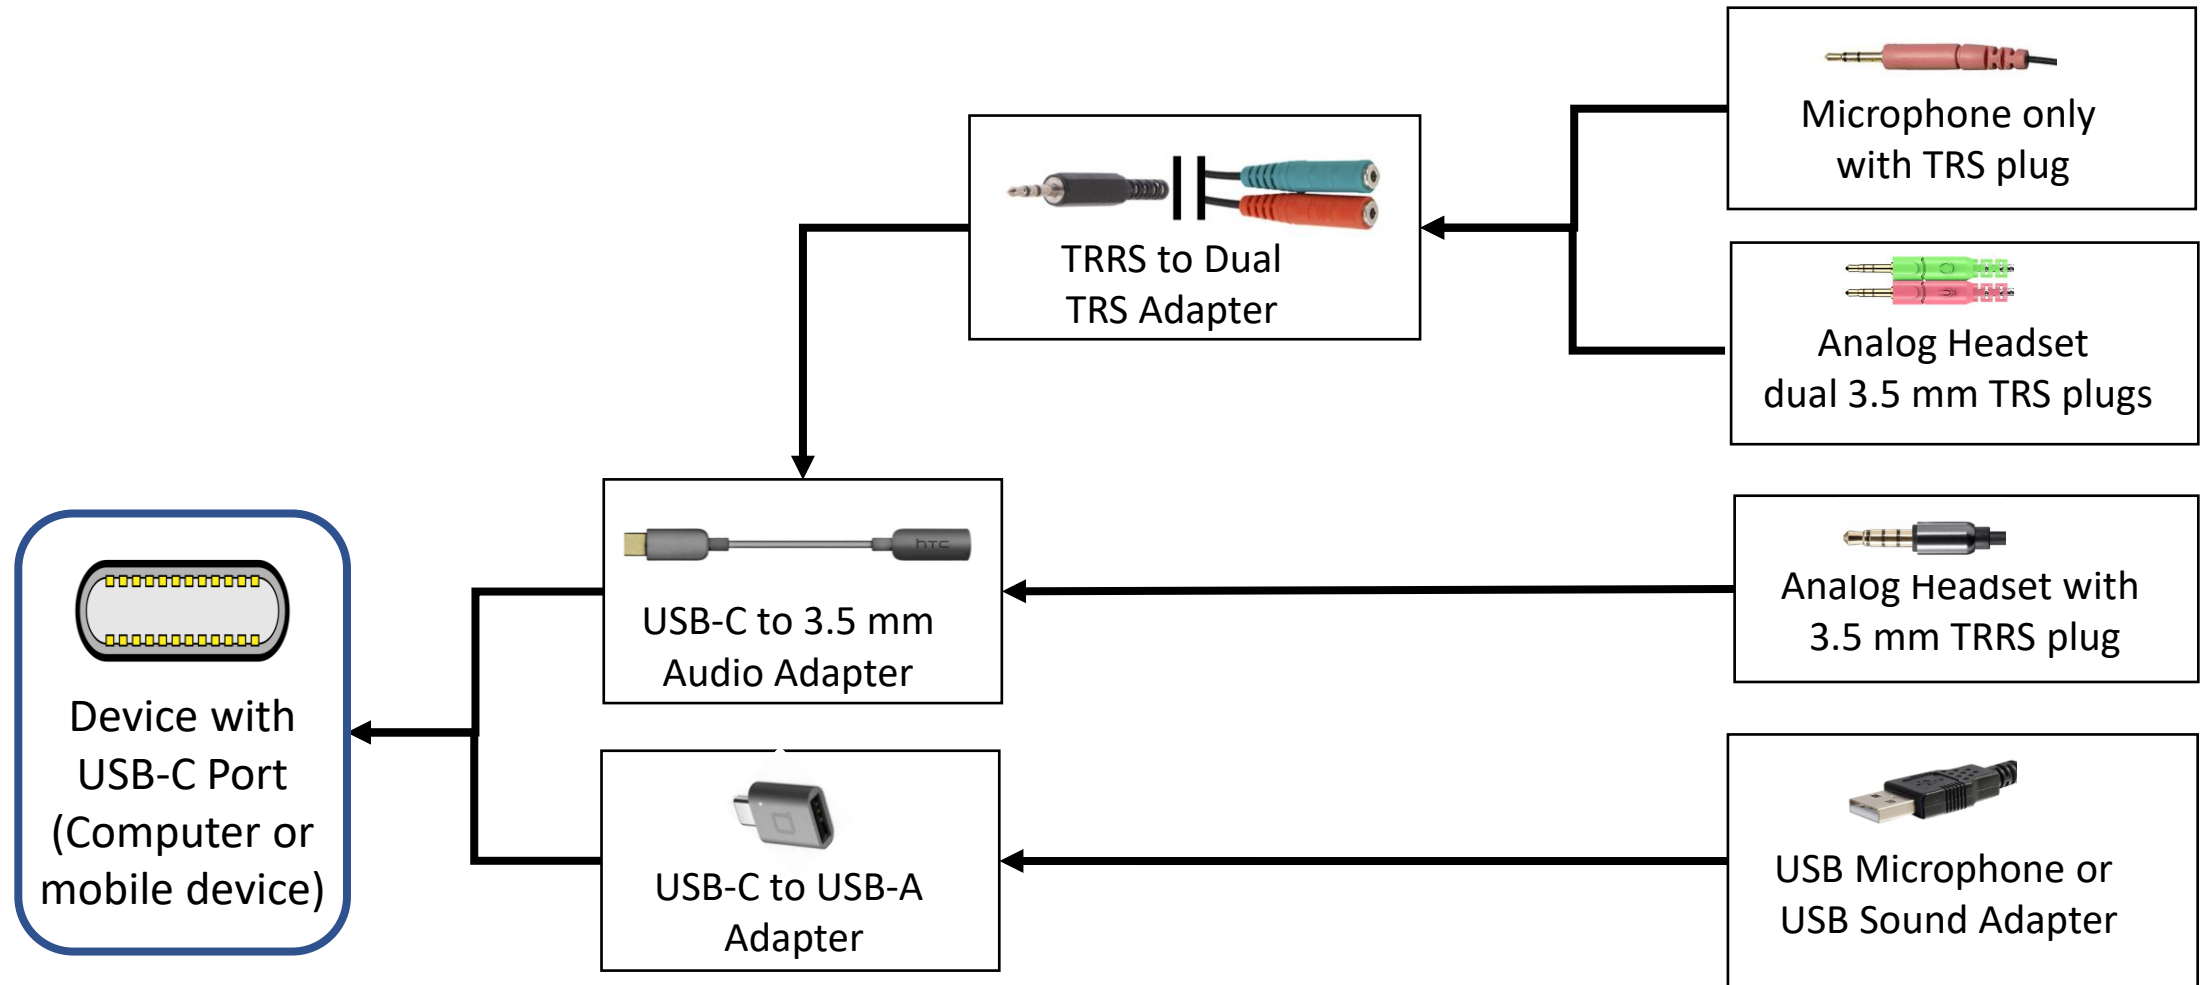 Microphone only
with TRS plug
TRRS to Dual
TRS Adapter
Analog Headset
dual 3.5 mm TRS plugs
hTC
USB-C to 3.5 mm
Audio Adapter
Analog Headset with
3.5 mm TRRS plug
Device with
USB-C Port
(Computer or
mobile device)
USB-C to USB-A
Adapter
USB Microphone or
USB Sound Adapter